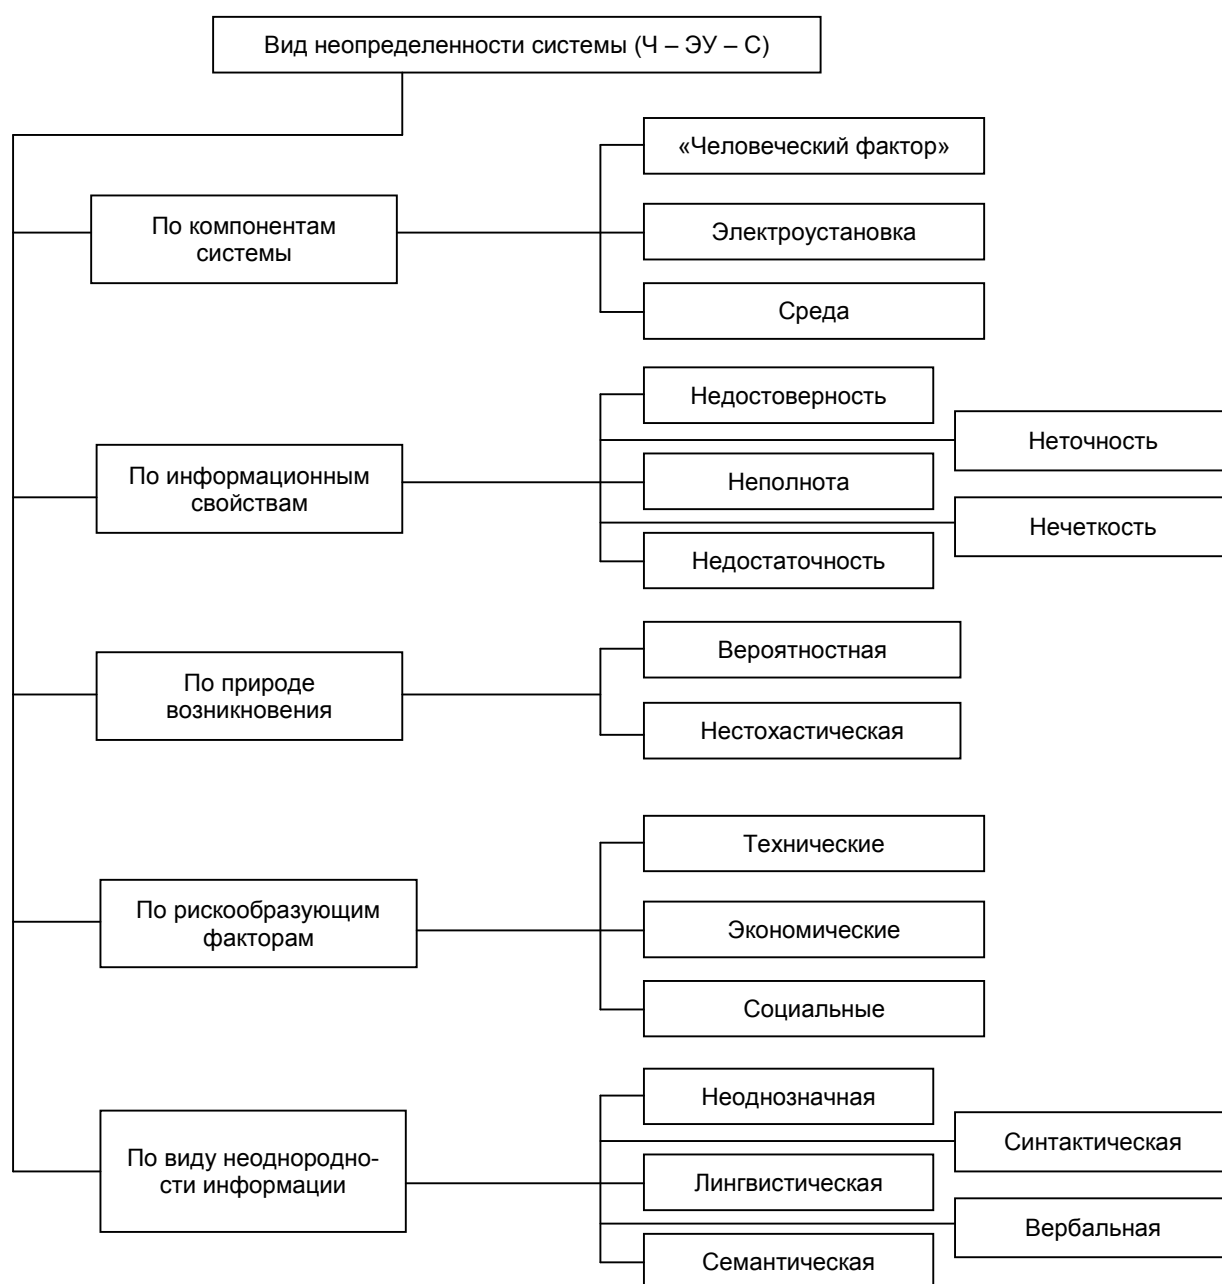 Вид неопределенности системы (Ч – ЭУ – С)
По компонентам
системы
«Человеческий фактор»
Электроустановка
Среда
По информационным
свойствам
Недостоверность
Неточность
Неполнота
Нечеткость
Недостаточность
По природе
возникновения
Вероятностная
Нестохастическая
По рискообразующим
факторам
Технические
Экономические
Социальные
По виду неоднородно-
сти информации
Неоднозначная
Синтактическая
Лингвистическая
Вербальная
Семантическая